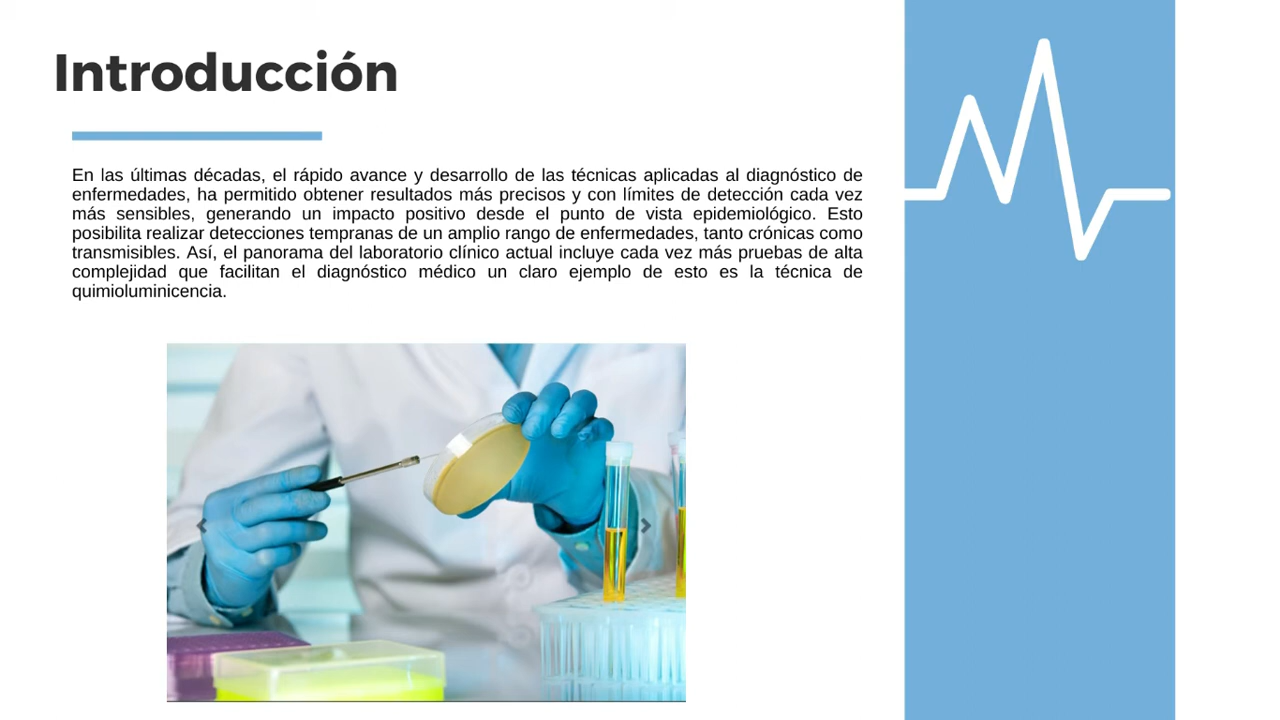 Introducción
En las últimas décadas, el rápido avance y desarrollo de las técnicas aplicadas al diagnóstico de
enfermedades, ha permitido obtener resultados más precisos y con límites de detección cada vez
más sensibles, generando un impacto positivo desde el punto de vista epidemiológico. Esto
posibilita realizar detecciones tempranas de un amplio rango de enfermedades, tanto crónicas como
transmisibles. Así, el panorama del laboratorio clínico actual incluye cada vez más pruebas de alta
complejidad que facilitan el diagnóstico médico un claro ejemplo de esto es la técnica de
quimioluminicencia.